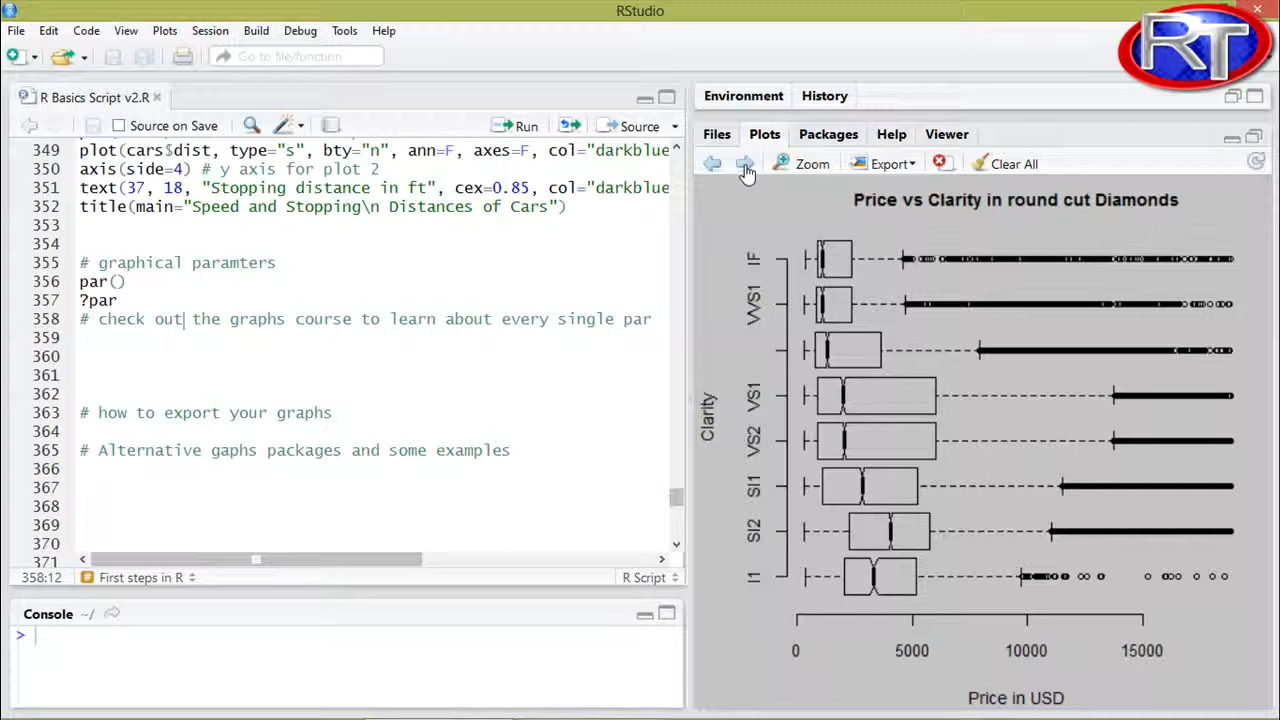 RStudio
RT
File Edit Code View Plots Session Build Debug Tools Help
Go to file/function
R Basics Script v2.R
Source on Save Run Source
349 plot(cars$dist, type="s", bty="n", ann=F, axes=F, col="darkblue
350 axis(side=4) # y axis for plot 2
351 text(37, 18, "Stopping distance in ft", cex=0.85, col="darkblue
352 title(main="Speed and Stopping\n Distances of Cars")
353
354
355 # graphical paramters
356 par()
357 ?par
358 # check out the graphs course to learn about every single par
359
360
361
362
363 # how to export your graphs
364
365 # Alternative gaphs packages and some examples
366
367
368
369
370
371
358:12 First steps in R R Script
Console ~/
>
Environment History
Files Plots Packages Help Viewer
Zoom Export Clear All
Price vs Clarity in round cut Diamonds
IF
VVS1
VS1
VS2
SI1
SI2
I1
Clarity
0 5000 10000 15000
Price in USD